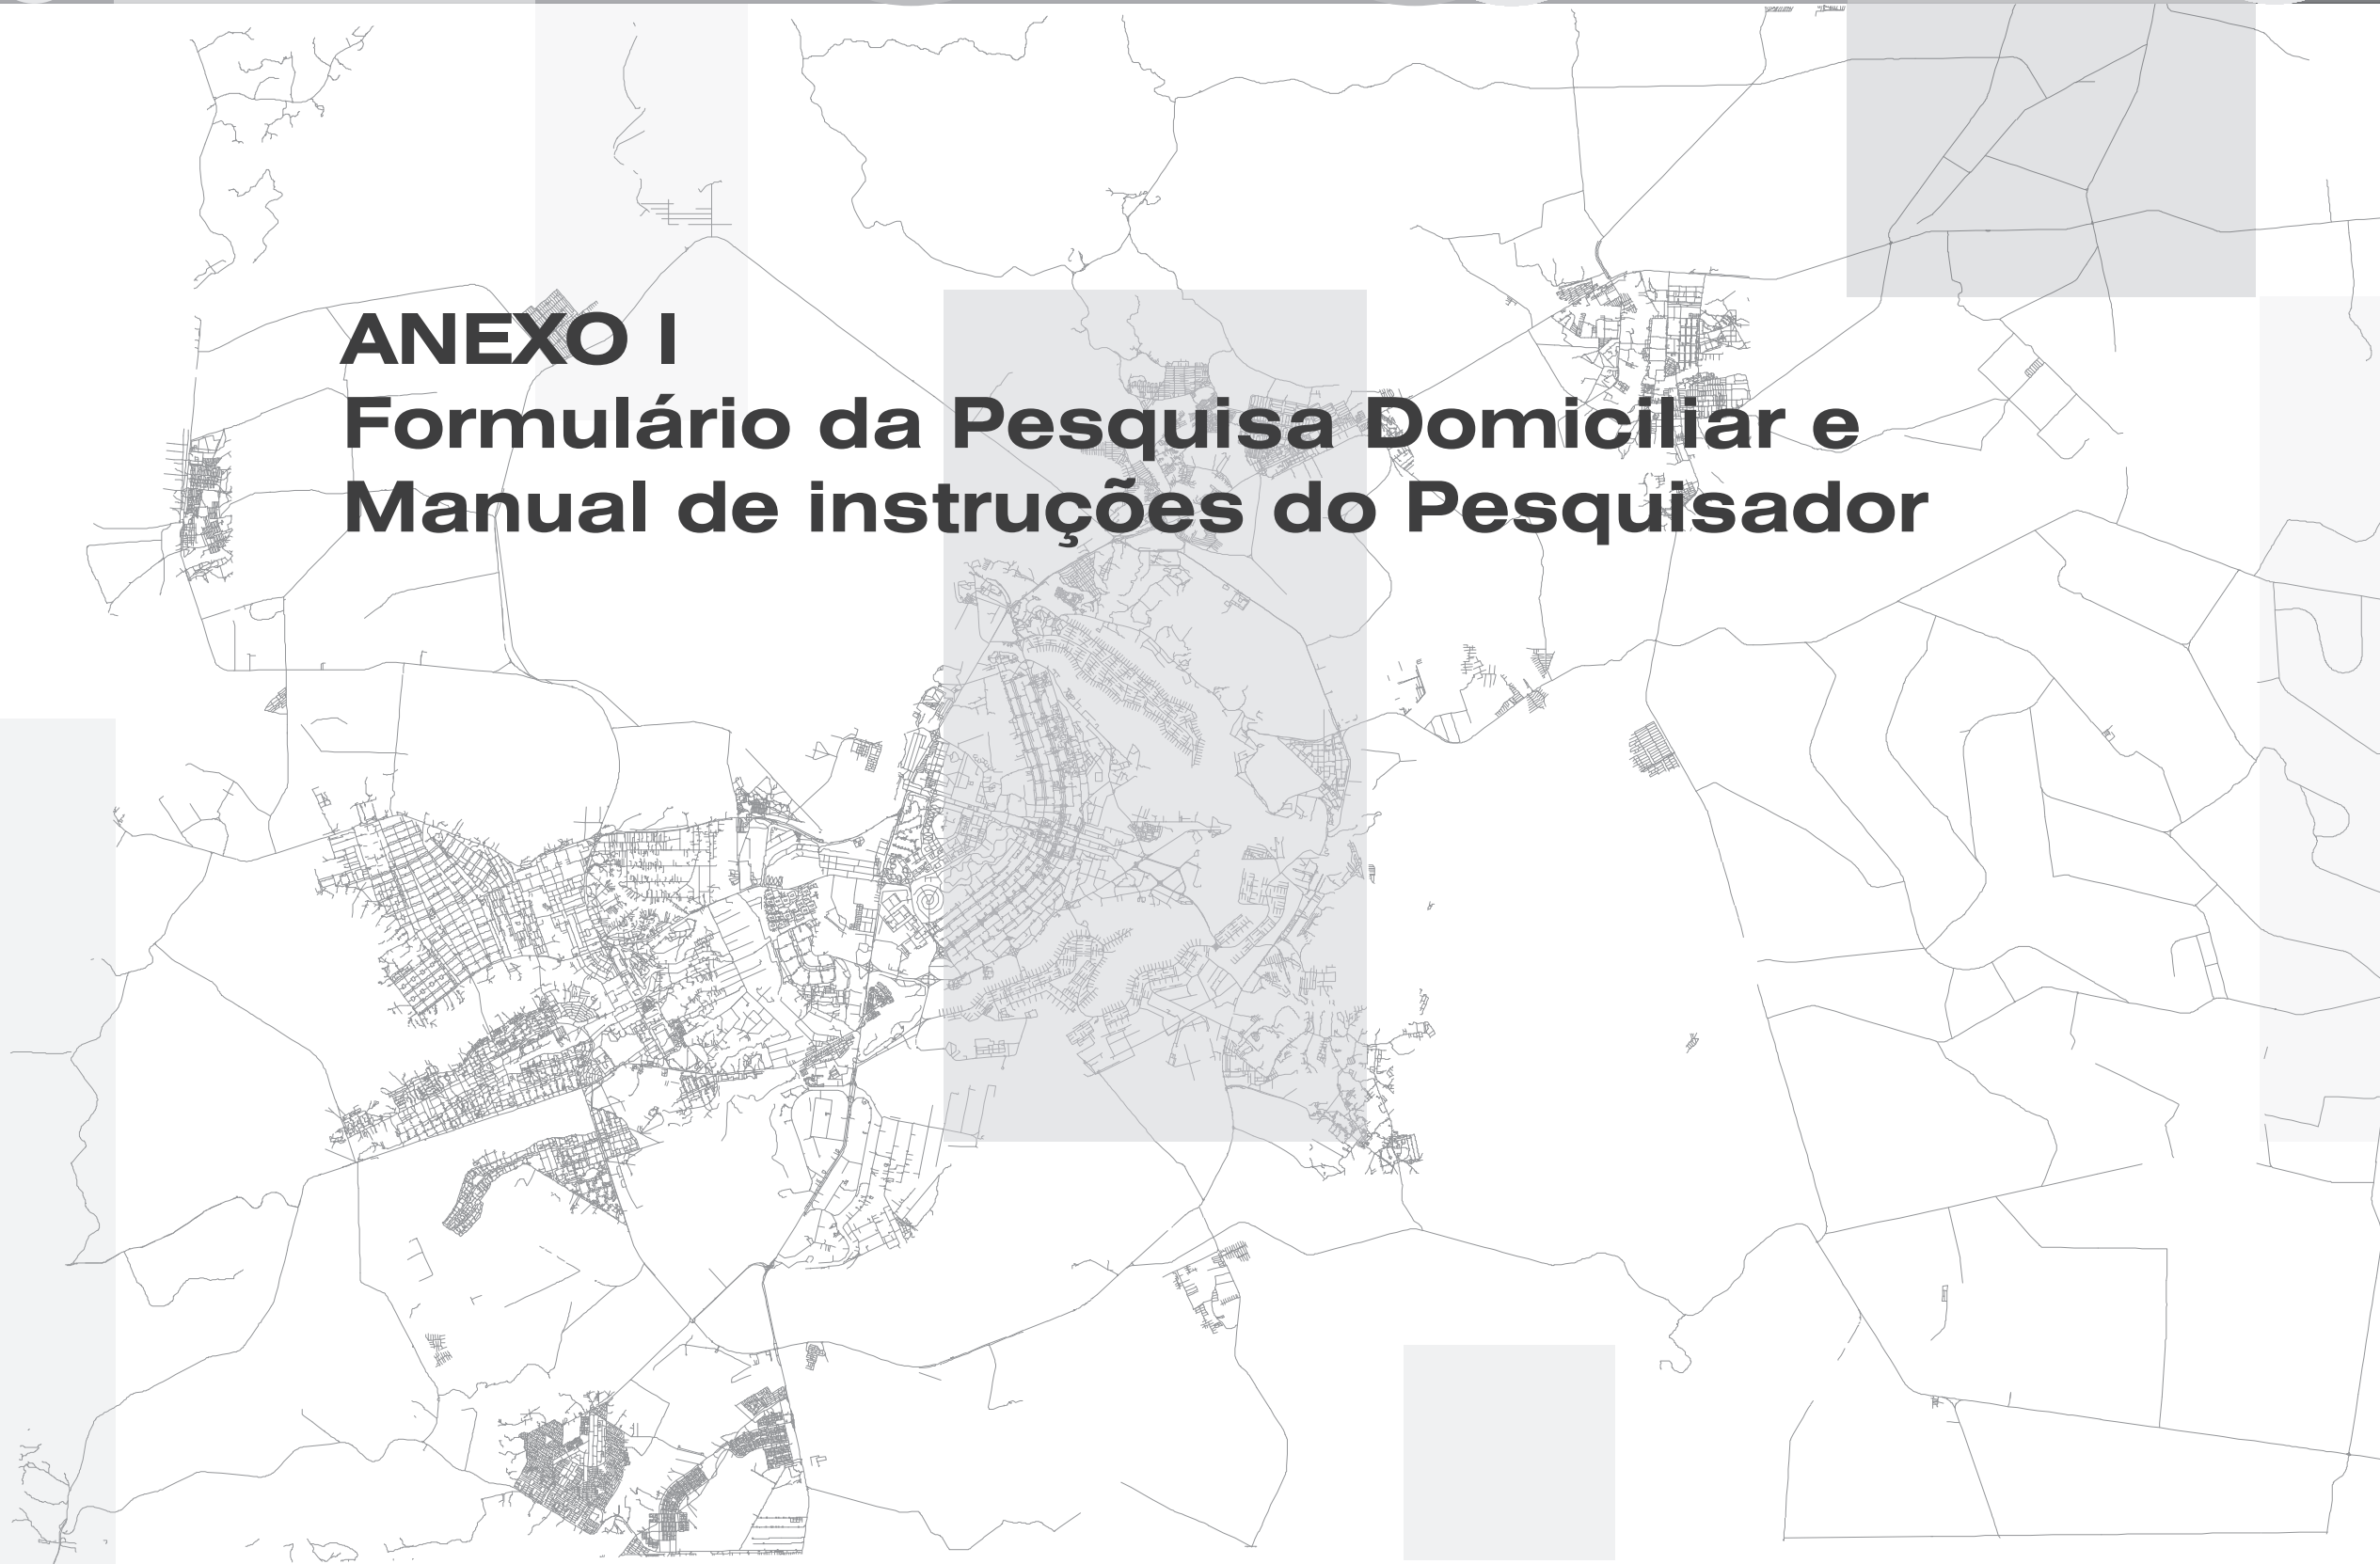 ANEXO I
Formulário da Pesquisa Domiciliar e
Manual de instruções do Pesquisador